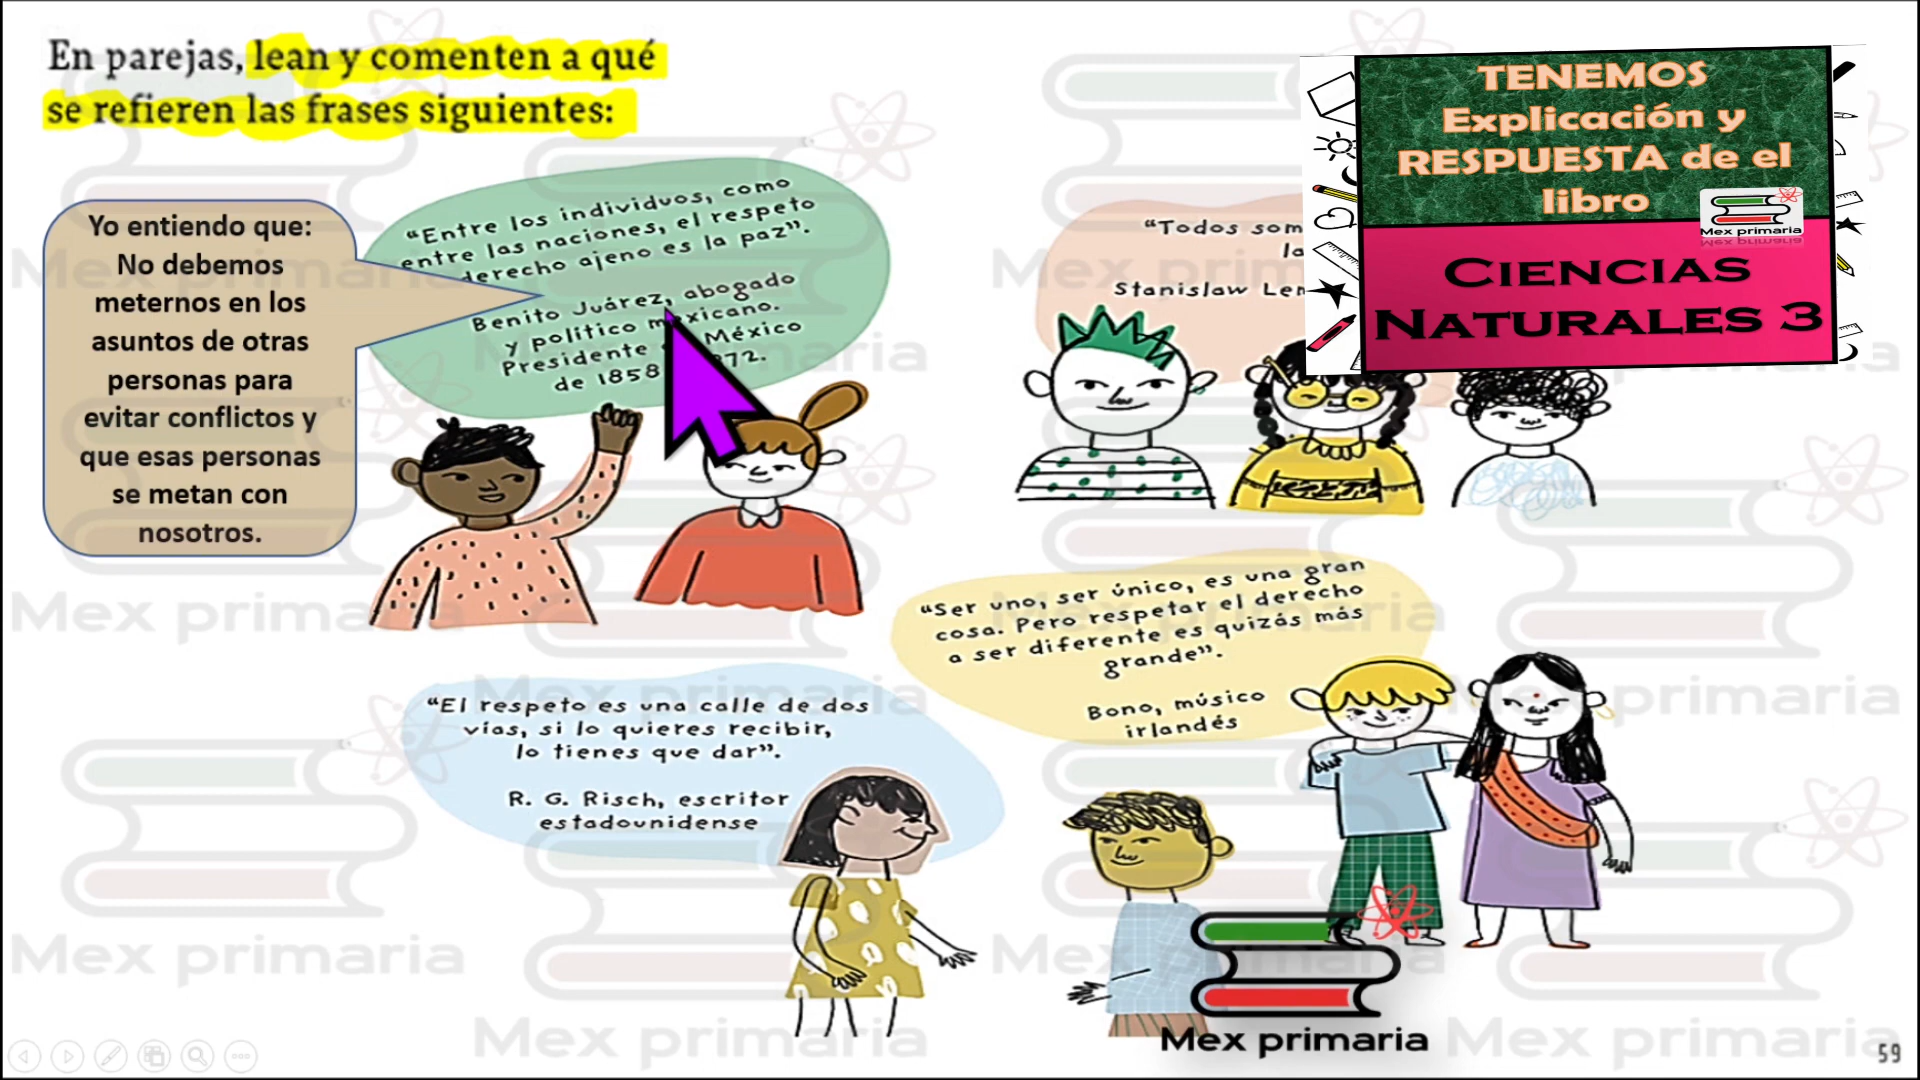 En parejas, lean y comenten a qué
se refieren las frases siguientes:
Yo entiendo que:
No debemos
meternos en los
asuntos de otras
personas para
evitar conflictos y
que esas personas
se metan con
nosotros.
“Entre los individuos, como
entre las naciones, el respeto
derecho ajeno es la paz”.
Benito Juárez, abogado
y político mexicano.
Presidente México
de 1858 72.
“Todos som
la
Stanislaw Lem
TENEMOS
Explicación y
RESPUESTA de el
libro
Mex primaria
CIENCIAS
NATURALES 3
“Ser uno, ser único, es una gran
cosa. Pero respetar el derecho
a ser diferente es quizás más
grande”.
Bono, músico
irlandés
“El respeto es una calle de dos
vías, si lo quieres recibir,
lo tienes que dar”.
R. G. Risch, escritor
estadounidense
Mex primaria
59